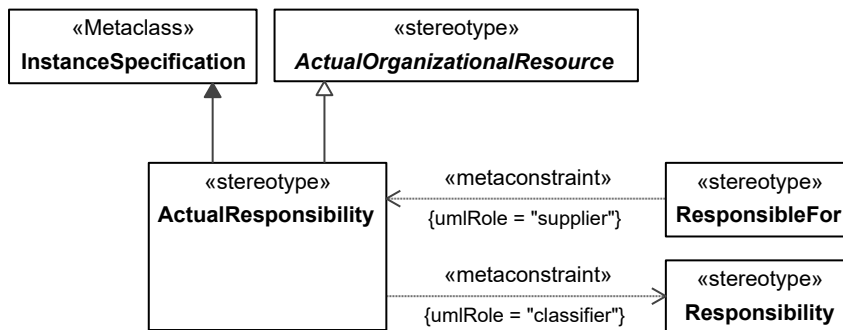 «Metaclass»
InstanceSpecification
«stereotype»
ActualOrganizationalResource
«stereotype»
ActualResponsibility
«metaconstraint»
{umlRole = "supplier"}
«stereotype»
ResponsibleFor
«metaconstraint»
{umlRole = "classifier"}
«stereotype»
Responsibility